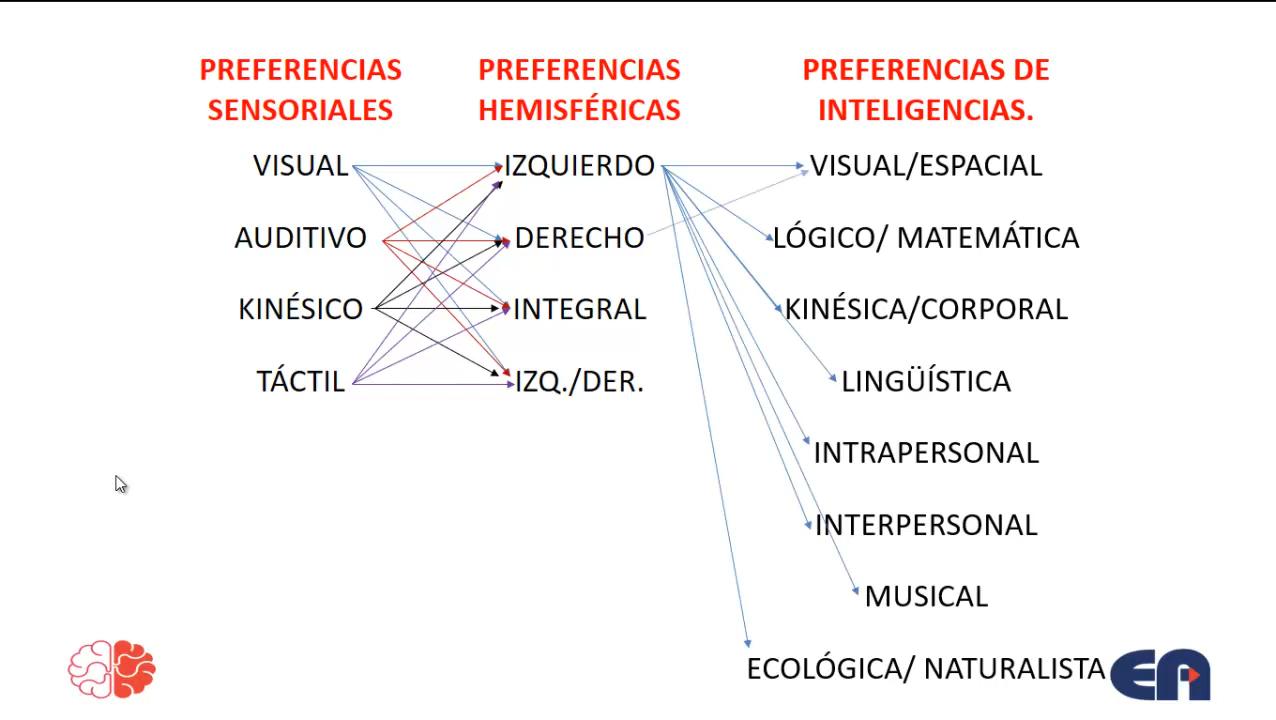 PREFERENCIAS
SENSORIALES
VISUAL
AUDITIVO
KINÉSICO
TÁCTIL
PREFERENCIAS
HEMISFÉRICAS
IZQUIERDO
DERECHO
INTEGRAL
IZQ./DER.
PREFERENCIAS DE
INTELIGENCIAS.
VISUAL/ESPACIAL
LÓGICO/ MATEMÁTICA
KINÉSICA/CORPORAL
LINGÜÍSTICA
INTRAPERSONAL
INTERPERSONAL
MUSICAL
ECOLÓGICA/ NATURALISTA
EA